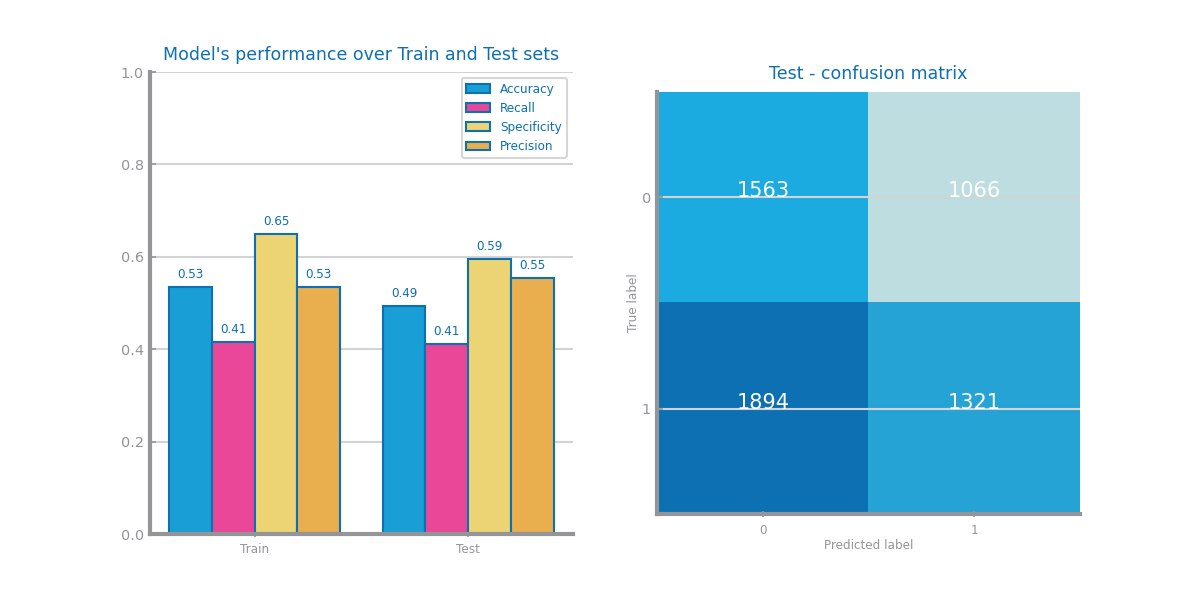 Model's performance over Train and Test sets
1.0
0.8
0.6
0.4
0.2
0.0
Accuracy
Recall
Specificity
Precision
0.53
0.41
0.65
0.53
0.49
0.41
0.59
0.55
Train
Test
Test - confusion matrix
True label
0
1
1563
1066
1894
1321
0
1
Predicted label